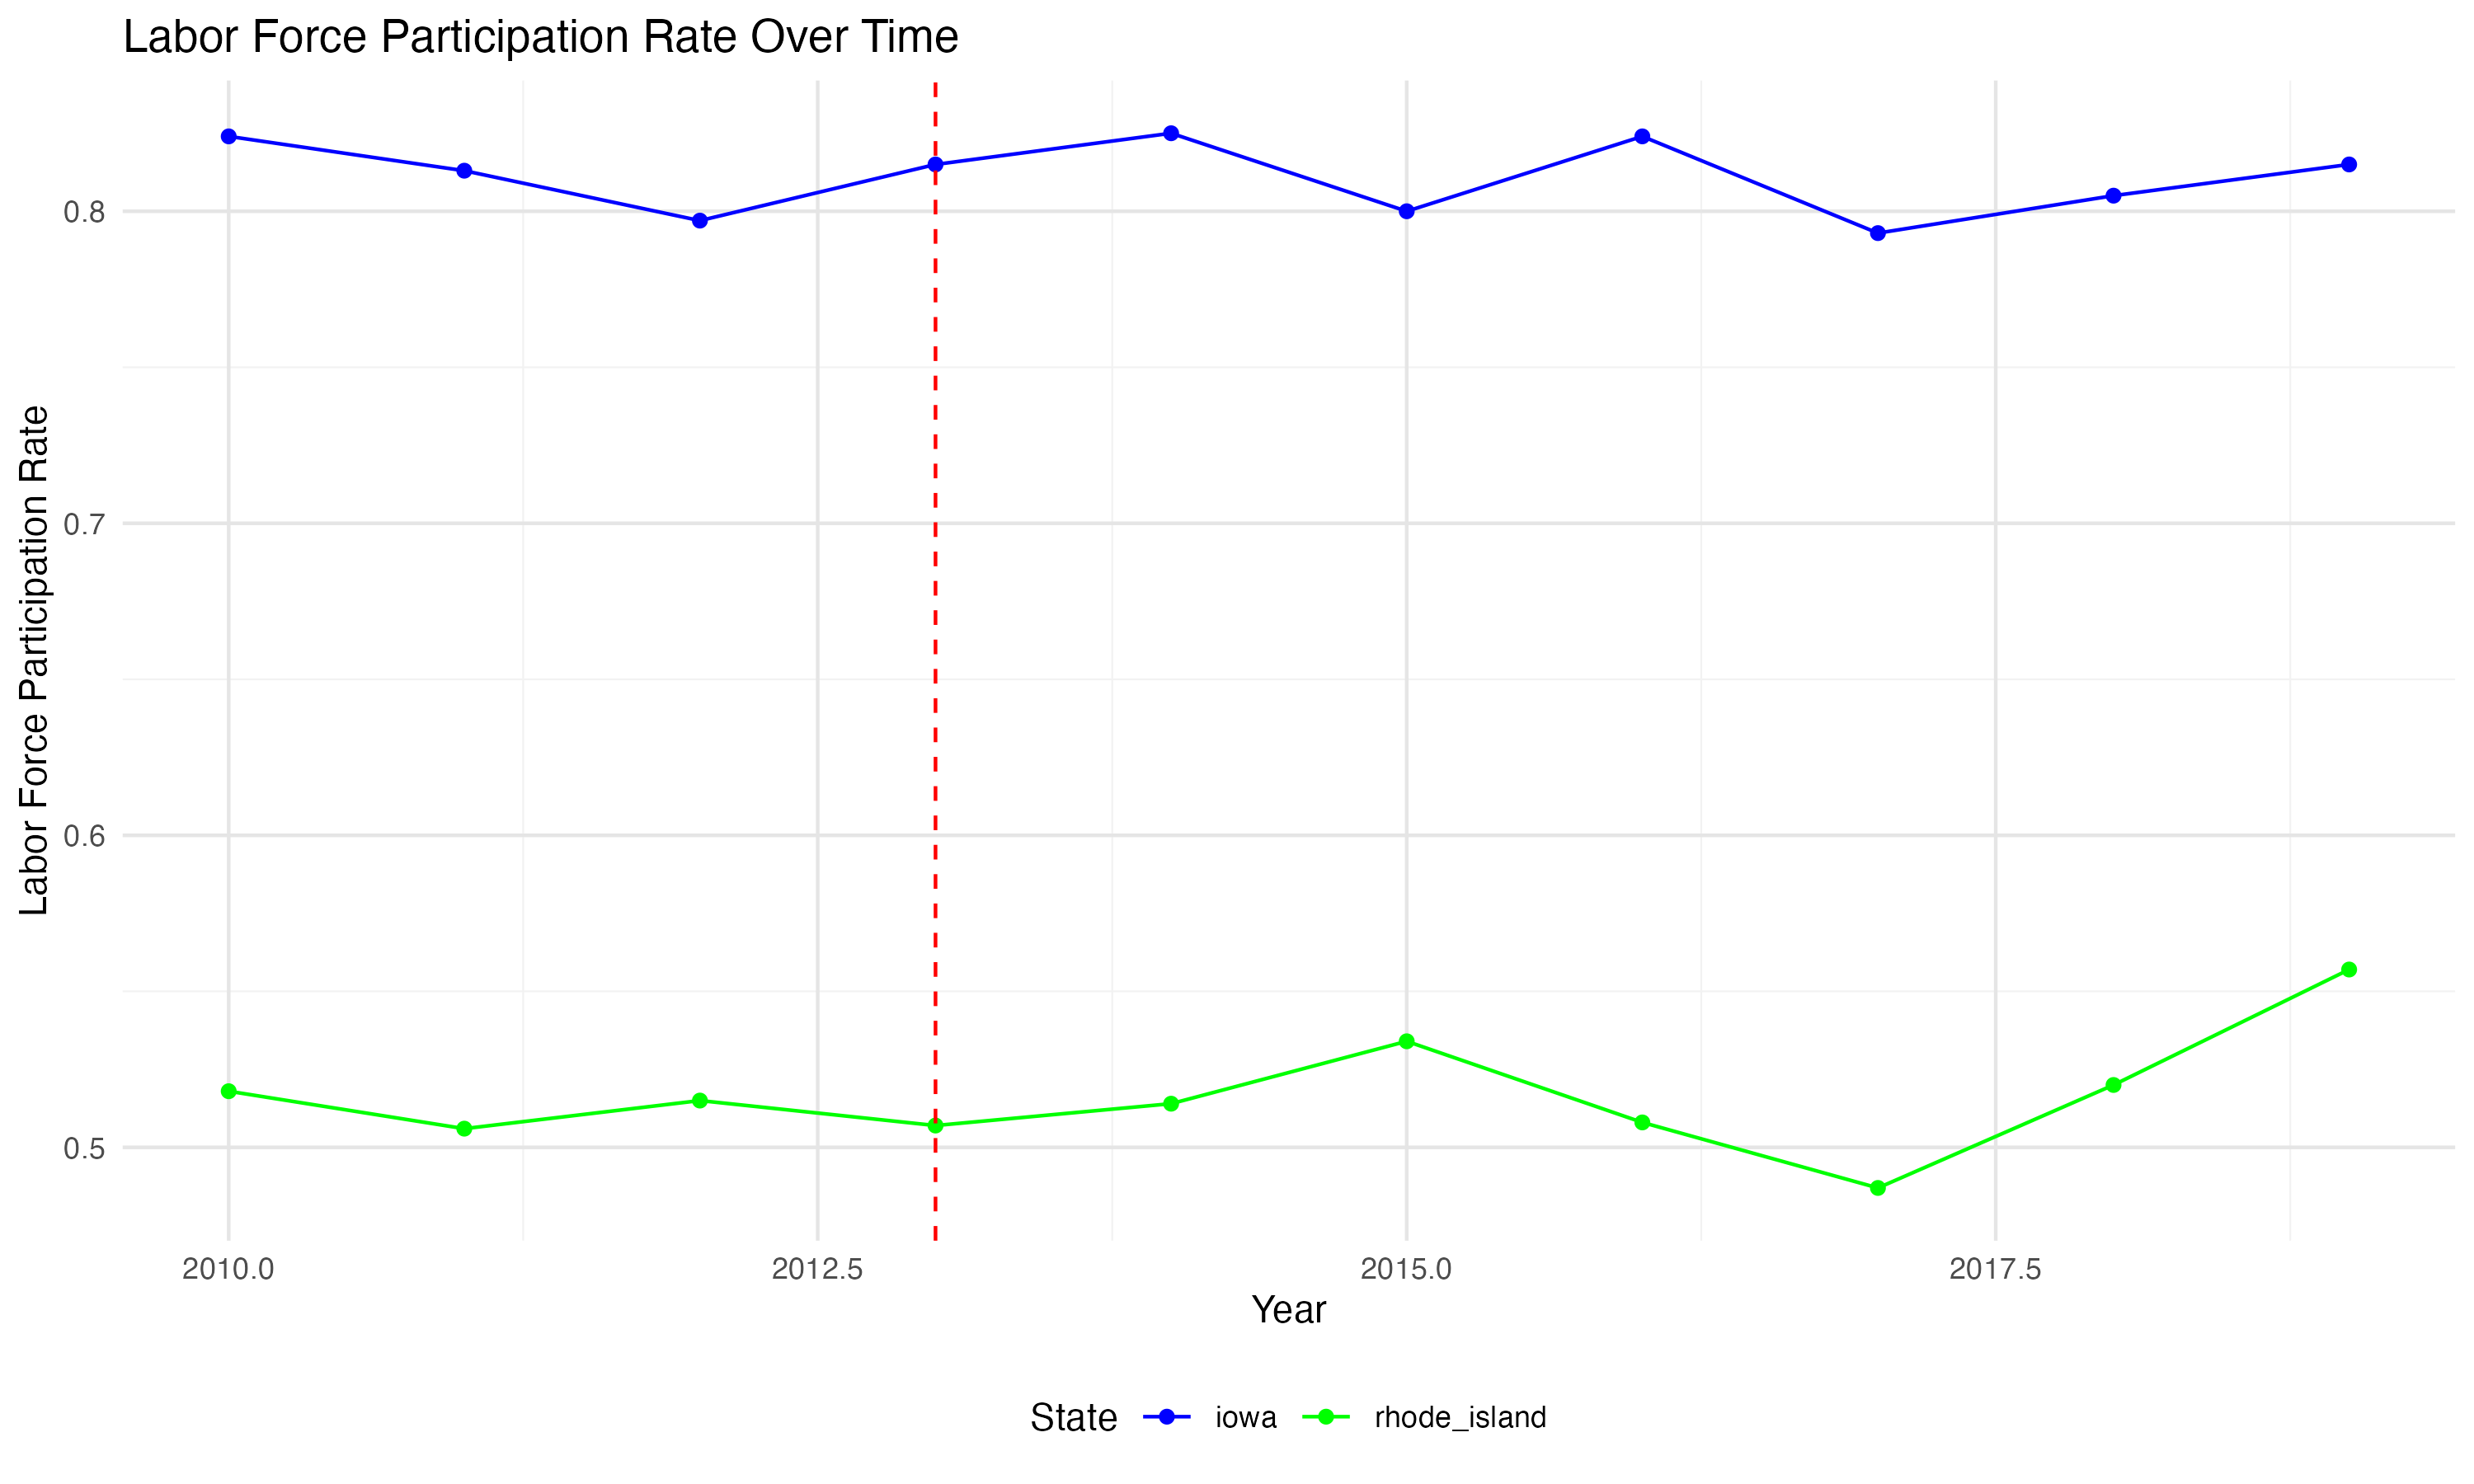 Labor Force Participation Rate Over Time
Labor Force Participation Rate
0.8
0.7
0.6
0.5
2010.0 2012.5 2015.0 2017.5
Year
State iowa rhode_island